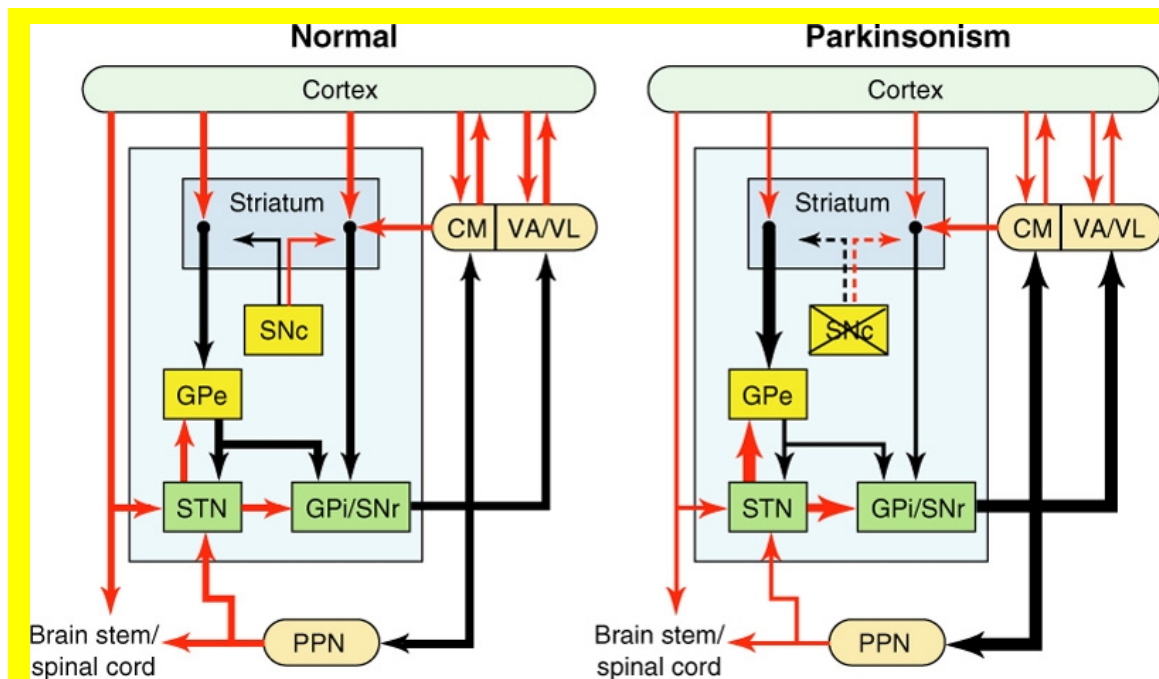 Normal
Cortex
Striatum
CM
VA/VL
SNc
GPe
STN
GPi/SNr
Brain stem/
spinal cord
PPN
Parkinsonism
Cortex
Striatum
CM
VA/VL
SNc
GPe
STN
GPi/SNr
Brain stem/
spinal cord
PPN